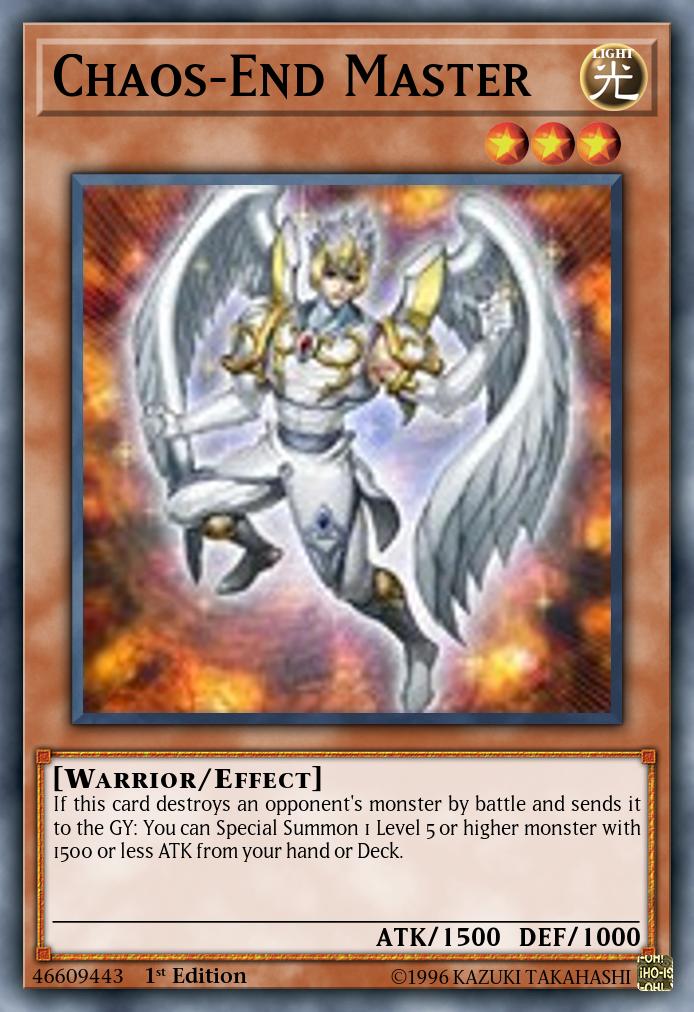 Chaos-End Master
LIGHT
光
[Warrior/Effect]
If this card destroys an opponent's monster by battle and sends it
to the GY: You can Special Summon 1 Level 5 or higher monster with
1500 or less ATK from your hand or Deck.
ATK/1500 DEF/1000
46609443 1st Edition ©1996 KAZUKI TAKAHASHI